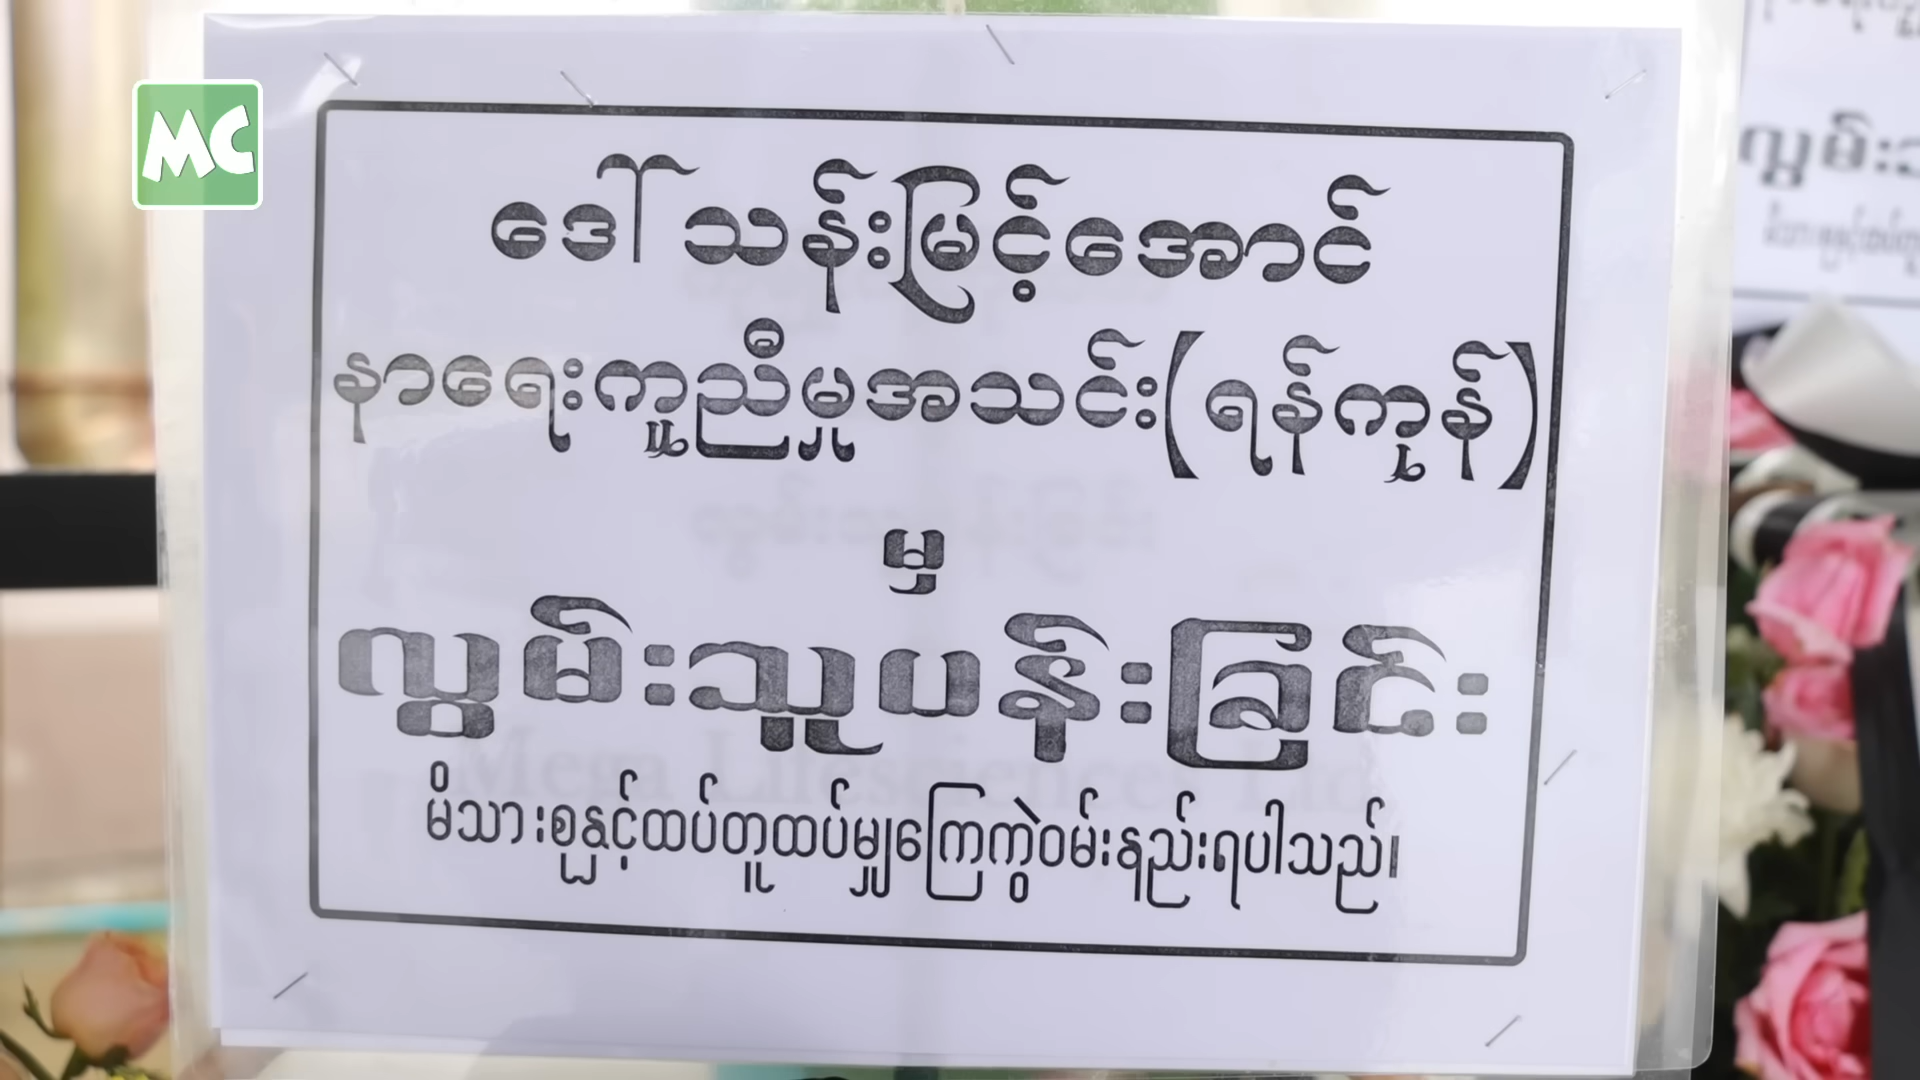 MC
ဒေါ်သန်းမြင့်အောင်
နာရေးကူညီမှုအသင်း(ရန်ကုန်)
မှ
လွမ်းသူ့ပန်းခြင်း
မိသားစုနှင့်ထပ်တူထပ်မျှကြေကွဲဝမ်းနည်းရပါသည်။